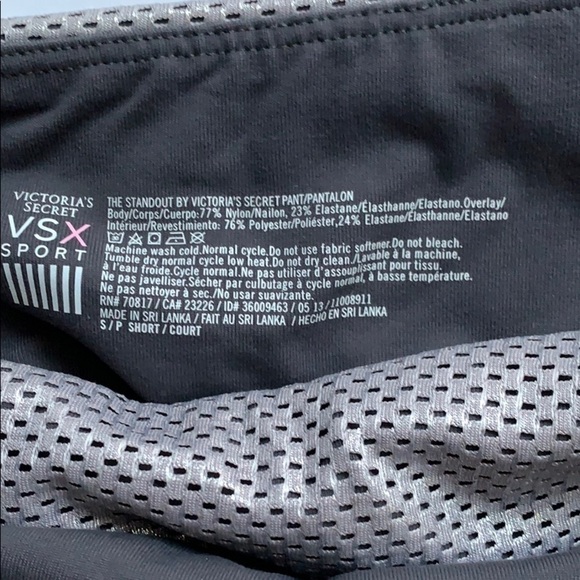 VICTORIA'S
SECRET
VSX
SPORT
THE STANDOUT BY VICTORIA'S SECRET PANT/PANTALON
Body/Corps/Cuerpo:77% Nylon/Nailon, 23% Elastane/Elasthanne/Elastano.Overlay/
Intérieur/Revestimiento: 76% Polyester/Poliéster,24% Elastane/Elasthanne/Elastano
Machine wash cold.Normal cycle.Do not use fabric softener.Do not bleach.
Tumble dry normal cycle low heat.Do not dry clean./Lavable à la machine,
à l'eau froide.Cycle normal.Ne pas utiliser d'assouplissant pour tissu.
Ne pas javeliser.Sécher par culbutage à cycle normal, à basse température.
Ne pas nettoyer à sec/No usar suavizante.
RN# 70817 / CA# 23226 / ID# 36009463 / 05 13 / 11008911
MADE IN SRI LANKA / FAIT AU SRI LANKA / HECHO EN SRI LANKA
S / P SHORT / COURT